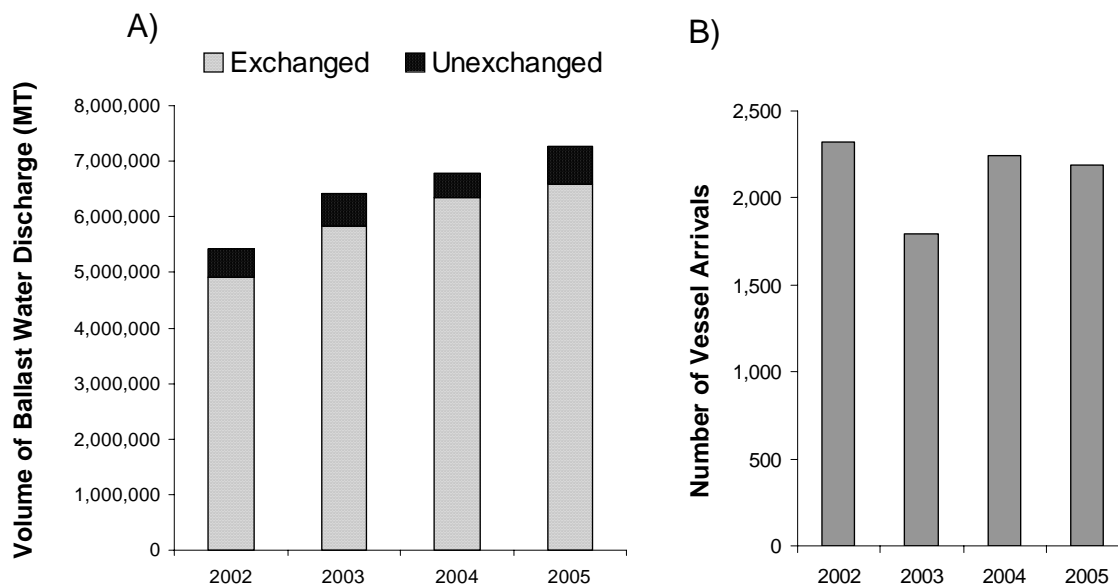 A)
Exchanged Unexchanged
Volume of Ballast Water Discharge (MT)
8,000,000
7,000,000
6,000,000
5,000,000
4,000,000
3,000,000
2,000,000
1,000,000
0
2002 2003 2004 2005
B)
Number of Vessel Arrivals
2,500
2,000
1,500
1,000
500
0
2002 2003 2004 2005